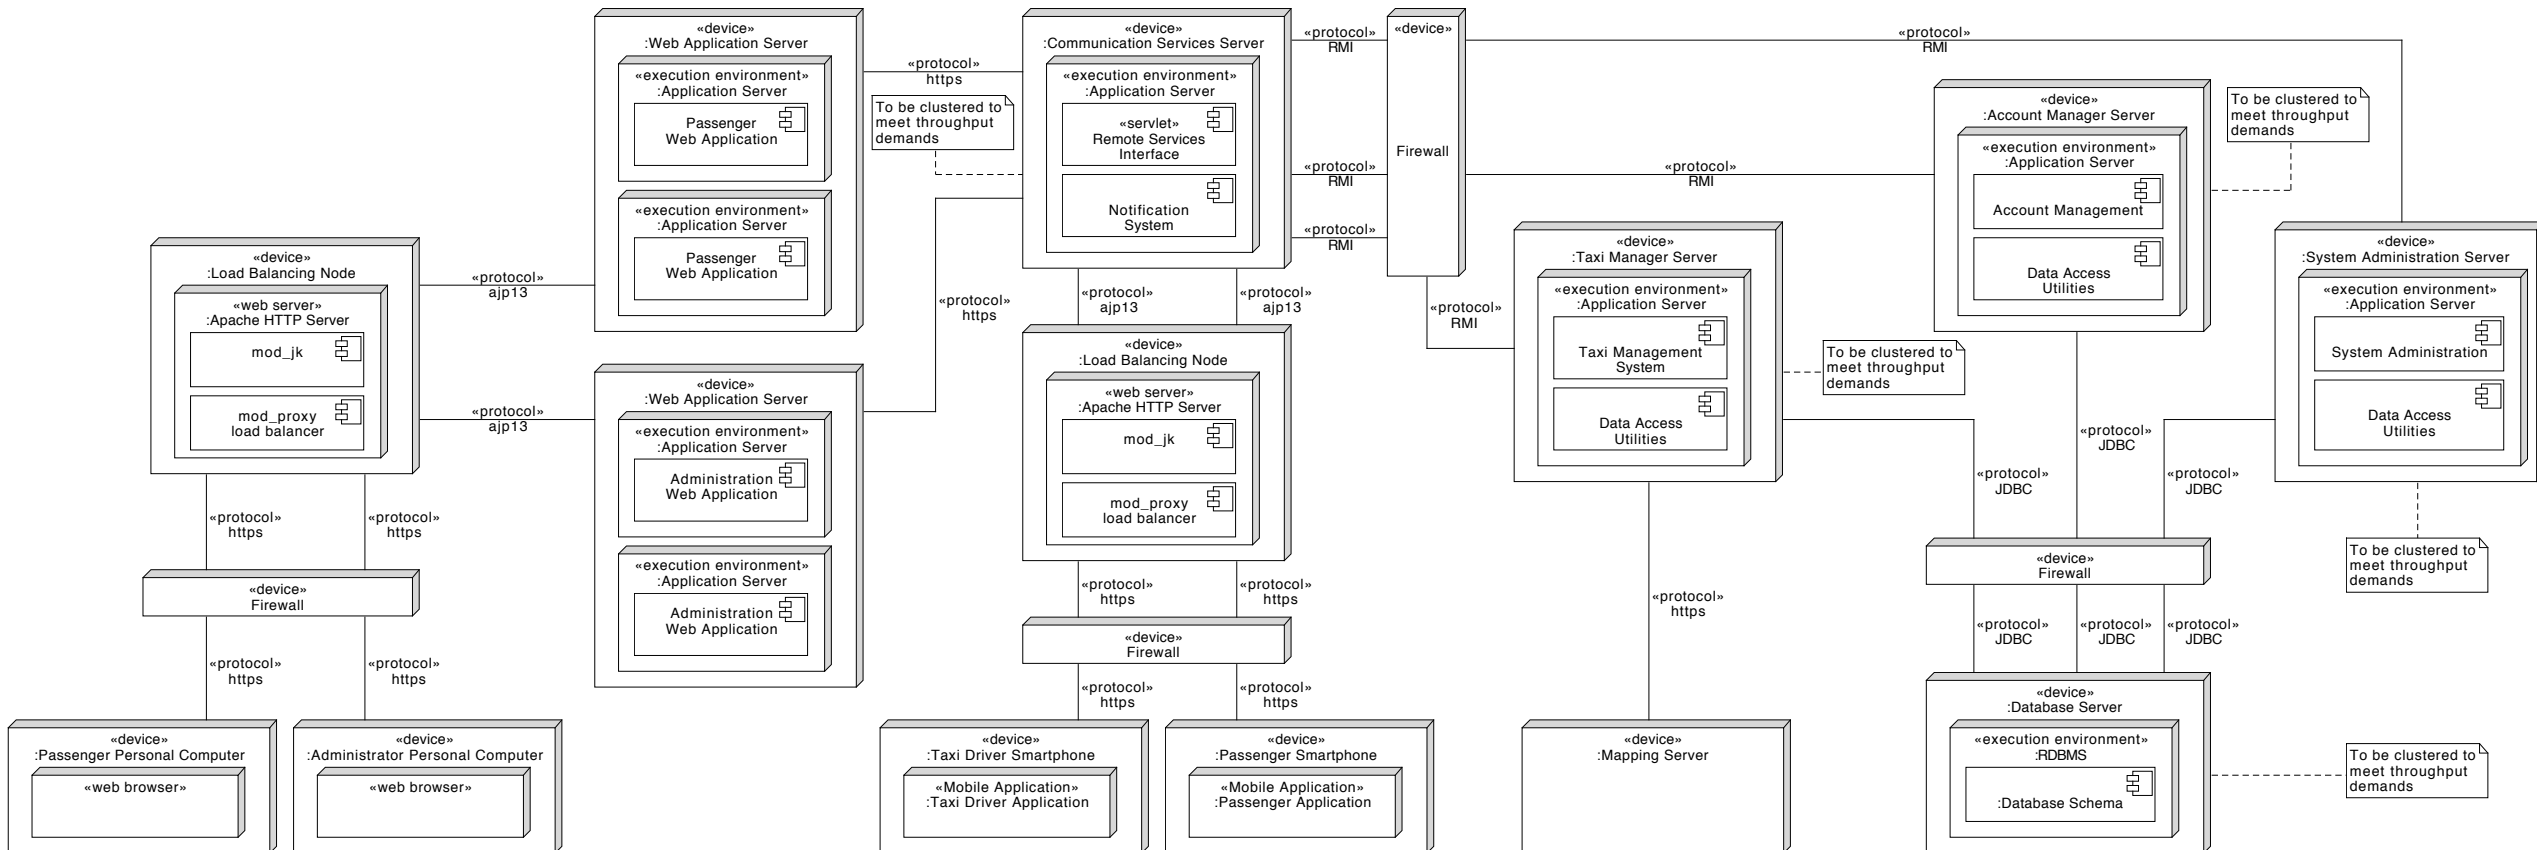 «device»
:Web Application Server
«execution environment»
:Application Server
Passenger
Web Application
«execution environment»
:Application Server
Passenger
Web Application
«protocol»
https
To be clustered to
meet throughput
demands
«device»
:Communication Services Server
«execution environment»
:Application Server
«servlet»
Remote Services
Interface
Notification
System
«protocol»
RMI
«protocol»
RMI
«protocol»
RMI
«device»
Firewall
«protocol»
RMI
«protocol»
RMI
«protocol»
RMI
«device»
:Account Manager Server
«execution environment»
:Application Server
Account Management
Data Access
Utilities
To be clustered to
meet throughput
demands
«device»
:Load Balancing Node
«web server»
:Apache HTTP Server
mod_jk
mod_proxy
load balancer
«protocol»
ajp13
«protocol»
ajp13
«protocol»
https
«protocol»
ajp13
«protocol»
ajp13
«device»
:Taxi Manager Server
«execution environment»
:Application Server
Taxi Management
System
Data Access
Utilities
To be clustered to
meet throughput
demands
«device»
:System Administration Server
«execution environment»
:Application Server
System Administration
Data Access
Utilities
«device»
:Web Application Server
«execution environment»
:Application Server
Administration
Web Application
«execution environment»
:Application Server
Administration
Web Application
«device»
:Load Balancing Node
«web server»
:Apache HTTP Server
mod_jk
mod_proxy
load balancer
«protocol»
JDBC
«protocol»
JDBC
«protocol»
JDBC
«protocol»
https
«protocol»
https
«device»
Firewall
«protocol»
https
«protocol»
https
«protocol»
https
«protocol»
https
«device»
Firewall
«protocol»
https
«protocol»
https
«protocol»
https
«device»
Firewall
To be clustered to
meet throughput
demands
«protocol»
JDBC
«protocol»
JDBC
«protocol»
JDBC
«device»
:Passenger Personal Computer
«web browser»
«device»
:Administrator Personal Computer
«web browser»
«device»
:Taxi Driver Smartphone
«Mobile Application»
:Taxi Driver Application
«device»
:Passenger Smartphone
«Mobile Application»
:Passenger Application
«device»
:Mapping Server
«device»
:Database Server
«execution environment»
:RDBMS
:Database Schema
To be clustered to
meet throughput
demands